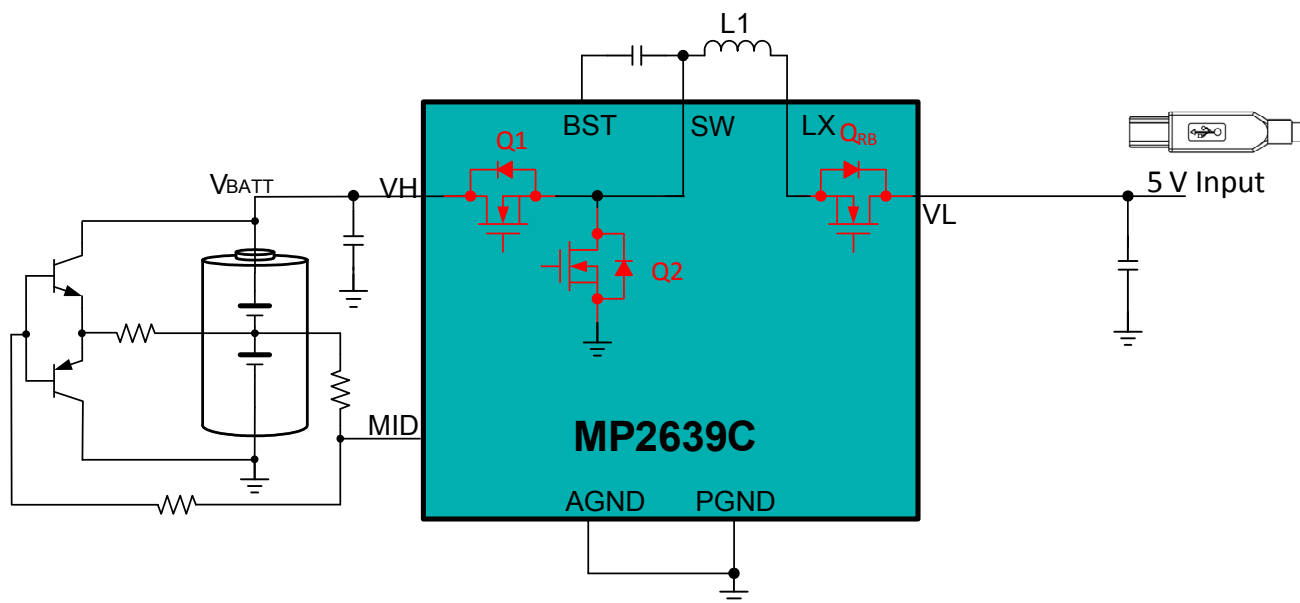 L1
BST
SW
LX
Q1
QRB
VBATT
VH
VL
5 V Input
Q2
MID
MP2639C
AGND
PGND